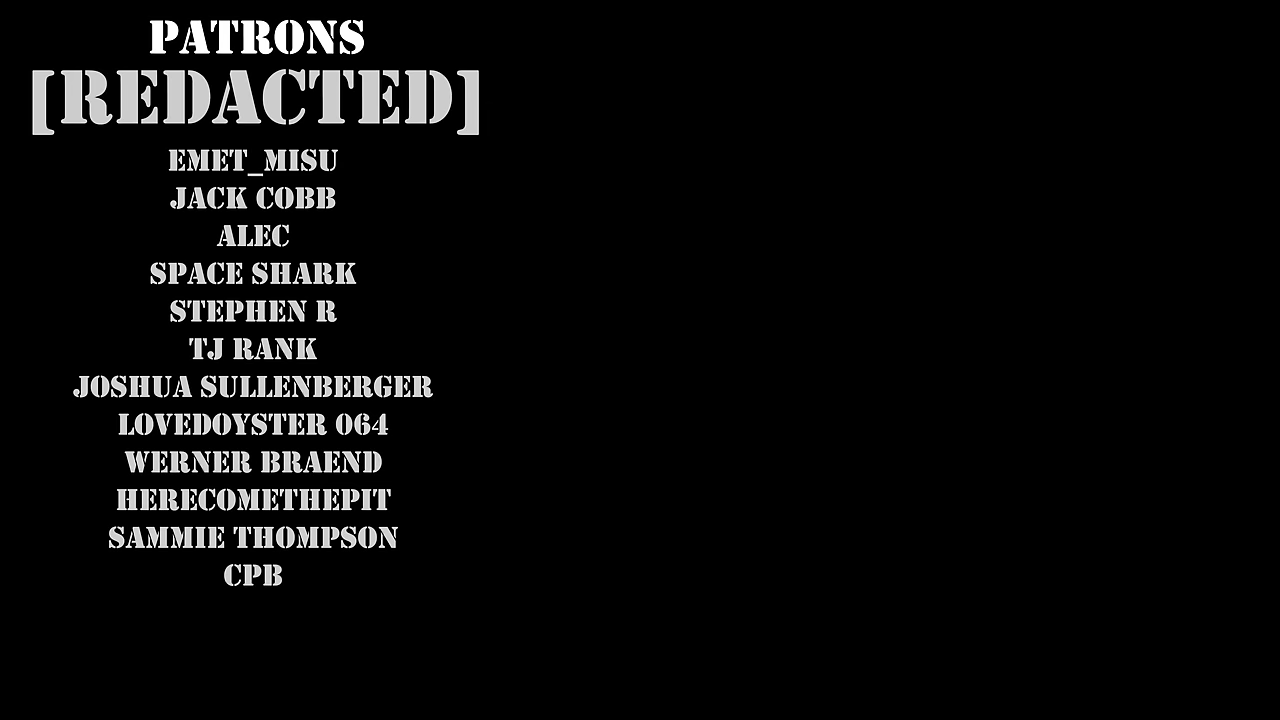 PATRONS
[REDACTED]
EMET_MISU
JACK COBB
ALEC
SPACE SHARK
STEPHEN R
TJ RANK
JOSHUA SULLENBERGER
LOVEDOYSTER 064
WERNER BRAEND
HERECOMETHEPIT
SAMMIE THOMPSON
CPB